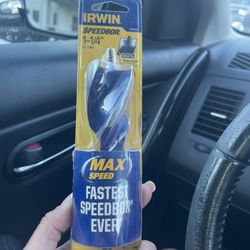 IRWIN
SPEEDBOR®
1-1/4"
MAX
SPEED
FASTEST
SPEEDBOR®
EVER!